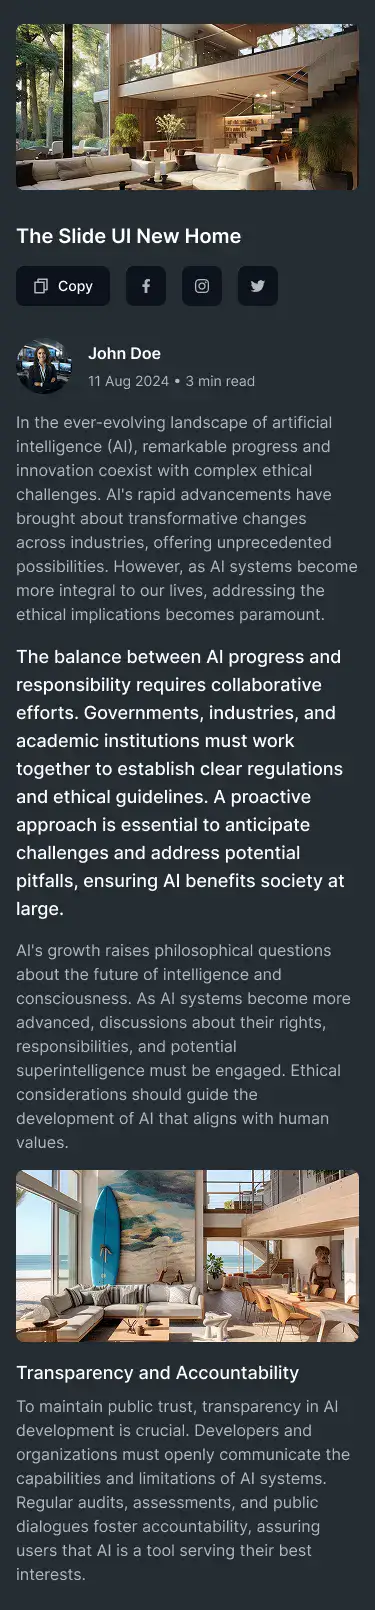 The Slide UI New Home
Copy
John Doe
11 Aug 2024 • 3 min read
In the ever-evolving landscape of artificial
intelligence (AI), remarkable progress and
innovation coexist with complex ethical
challenges. AI's rapid advancements have
brought about transformative changes
across industries, offering unprecedented
possibilities. However, as AI systems become
more integral to our lives, addressing the
ethical implications becomes paramount.
The balance between AI progress and
responsibility requires collaborative
efforts. Governments, industries, and
academic institutions must work
together to establish clear regulations
and ethical guidelines. A proactive
approach is essential to anticipate
challenges and address potential
pitfalls, ensuring AI benefits society at
large.
AI's growth raises philosophical questions
about the future of intelligence and
consciousness. As AI systems become more
advanced, discussions about their rights,
responsibilities, and potential
superintelligence must be engaged. Ethical
considerations should guide the
development of AI that aligns with human
values.
Transparency and Accountability
To maintain public trust, transparency in AI
development is crucial. Developers and
organizations must openly communicate the
capabilities and limitations of AI systems.
Regular audits, assessments, and public
dialogues foster accountability, assuring
users that AI is a tool serving their best
interests.